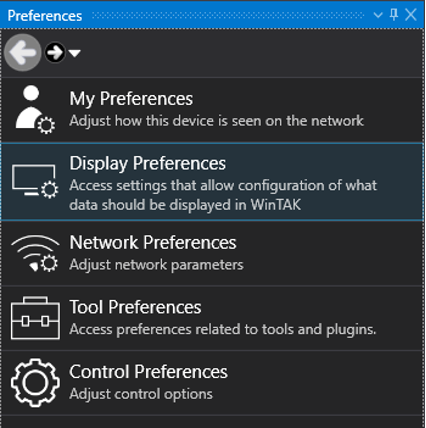 Preferences
My Preferences
Adjust how this device is seen on the network
Display Preferences
Access settings that allow configuration of what
data should be displayed in WinTAK
Network Preferences
Adjust network parameters
Tool Preferences
Access preferences related to tools and plugins.
Control Preferences
Adjust control options